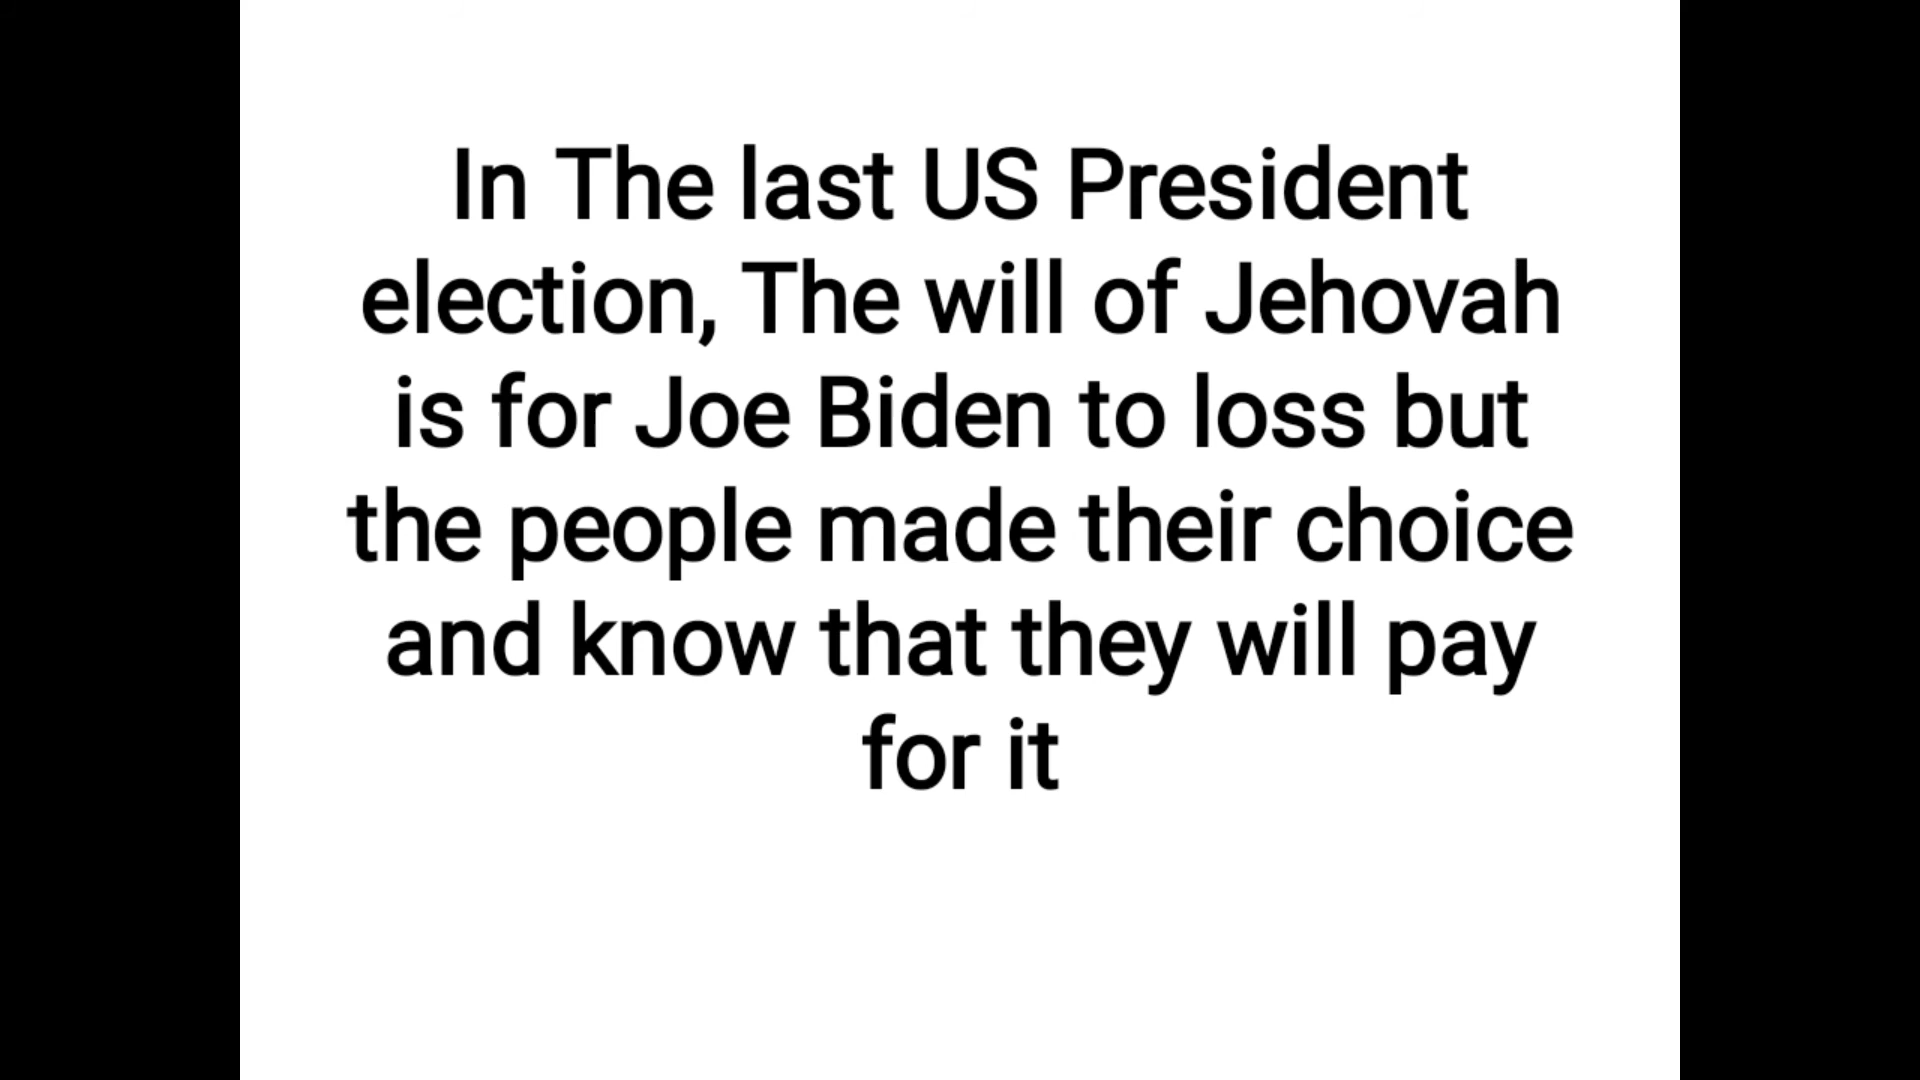 In The last US President
election, The will of Jehovah
is for Joe Biden to loss but
the people made their choice
and know that they will pay
for it